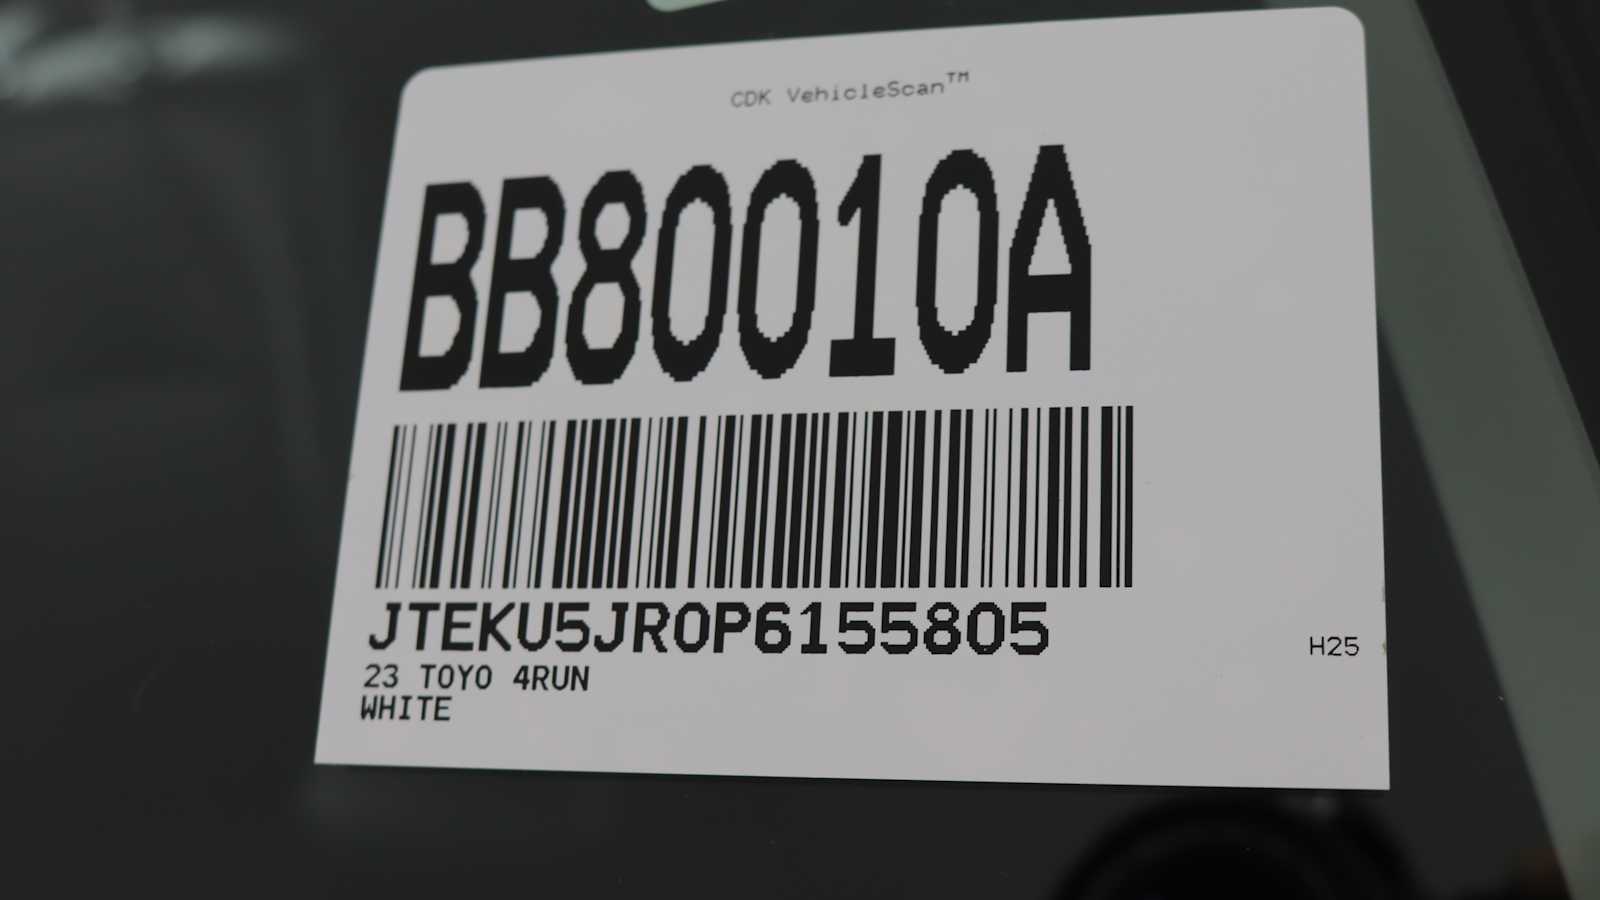 CDK VehicleScan™
BB80010A
JTEKU5JR0P6155805
H25
23 TOYO 4RUN
WHITE